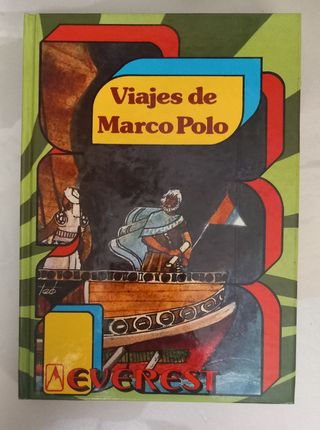 Viajes de
Marco Polo
EVEREST